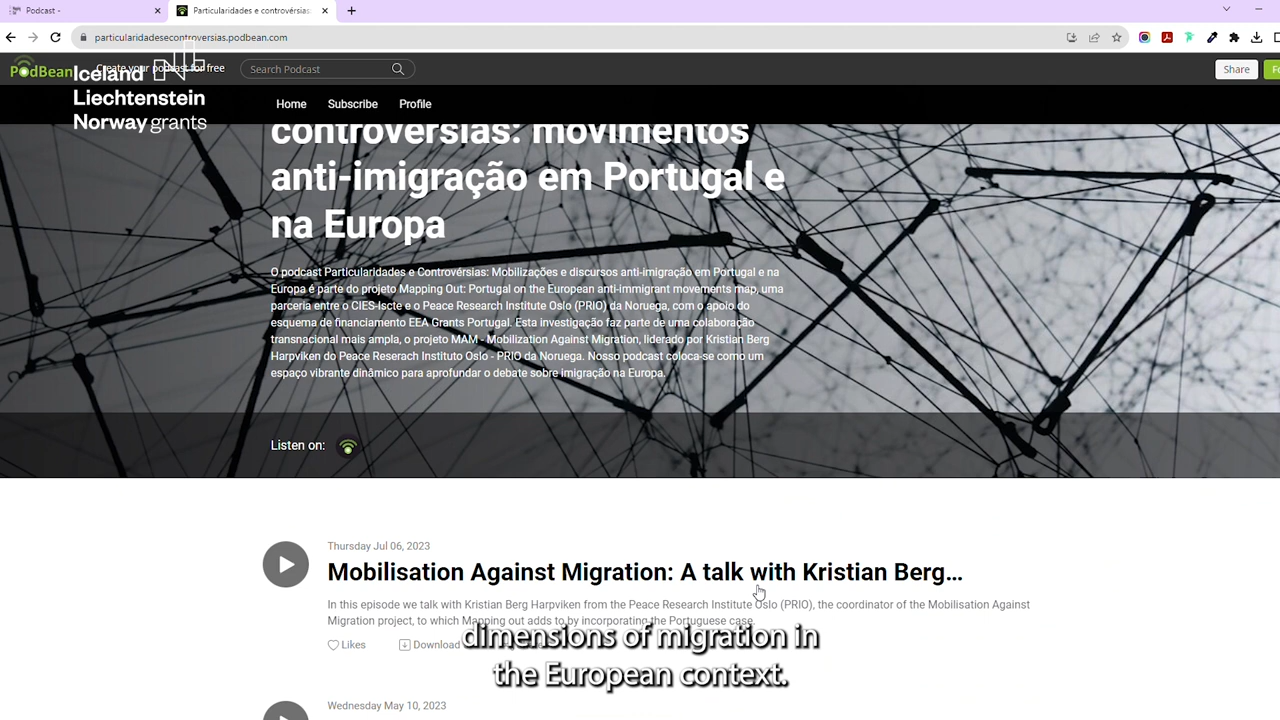 Podcast -
Particularidades e controvérsias:
particularidadesecontroversias.podbean.com
PodBean
Create your podcast for free
Search Podcast
Share
Iceland
Liechtenstein
Norway grants
Home
Subscribe
Profile
controvérsias: movimentos
anti-imigração em Portugal e
na Europa
O podcast Particularidades e Controvérsias: Mobilizações e discursos anti-imigração em Portugal e na
Europa é parte do projeto Mapping Out: Portugal on the European anti-immigrant movements map, uma
parceria entre o CIES-Iscte e o Peace Research Institute Oslo (PRIO) da Noruega, com o apoio do
esquema de financiamento EEA Grants Portugal. Esta investigação faz parte de uma colaboração
transnacional mais ampla, o projeto MAM - Mobilization Against Migration, liderado por Kristian Berg
Harpviken do Peace Reserach Instituto Oslo - PRIO da Noruega. Nosso podcast coloca-se como um
espaço vibrante dinâmico para aprofundar o debate sobre imigração na Europa.
Listen on:
Thursday Jul 06, 2023
Mobilisation Against Migration: A talk with Kristian Berg...
In this episode we talk with Kristian Berg Harpviken from the Peace Research Institute Oslo (PRIO), the coordinator of the Mobilisation Against
Migration project, to which Mapping out adds to by incorporating the Portuguese case.
Likes
Download
dimensions of migration in
the European context.
Wednesday May 10, 2023